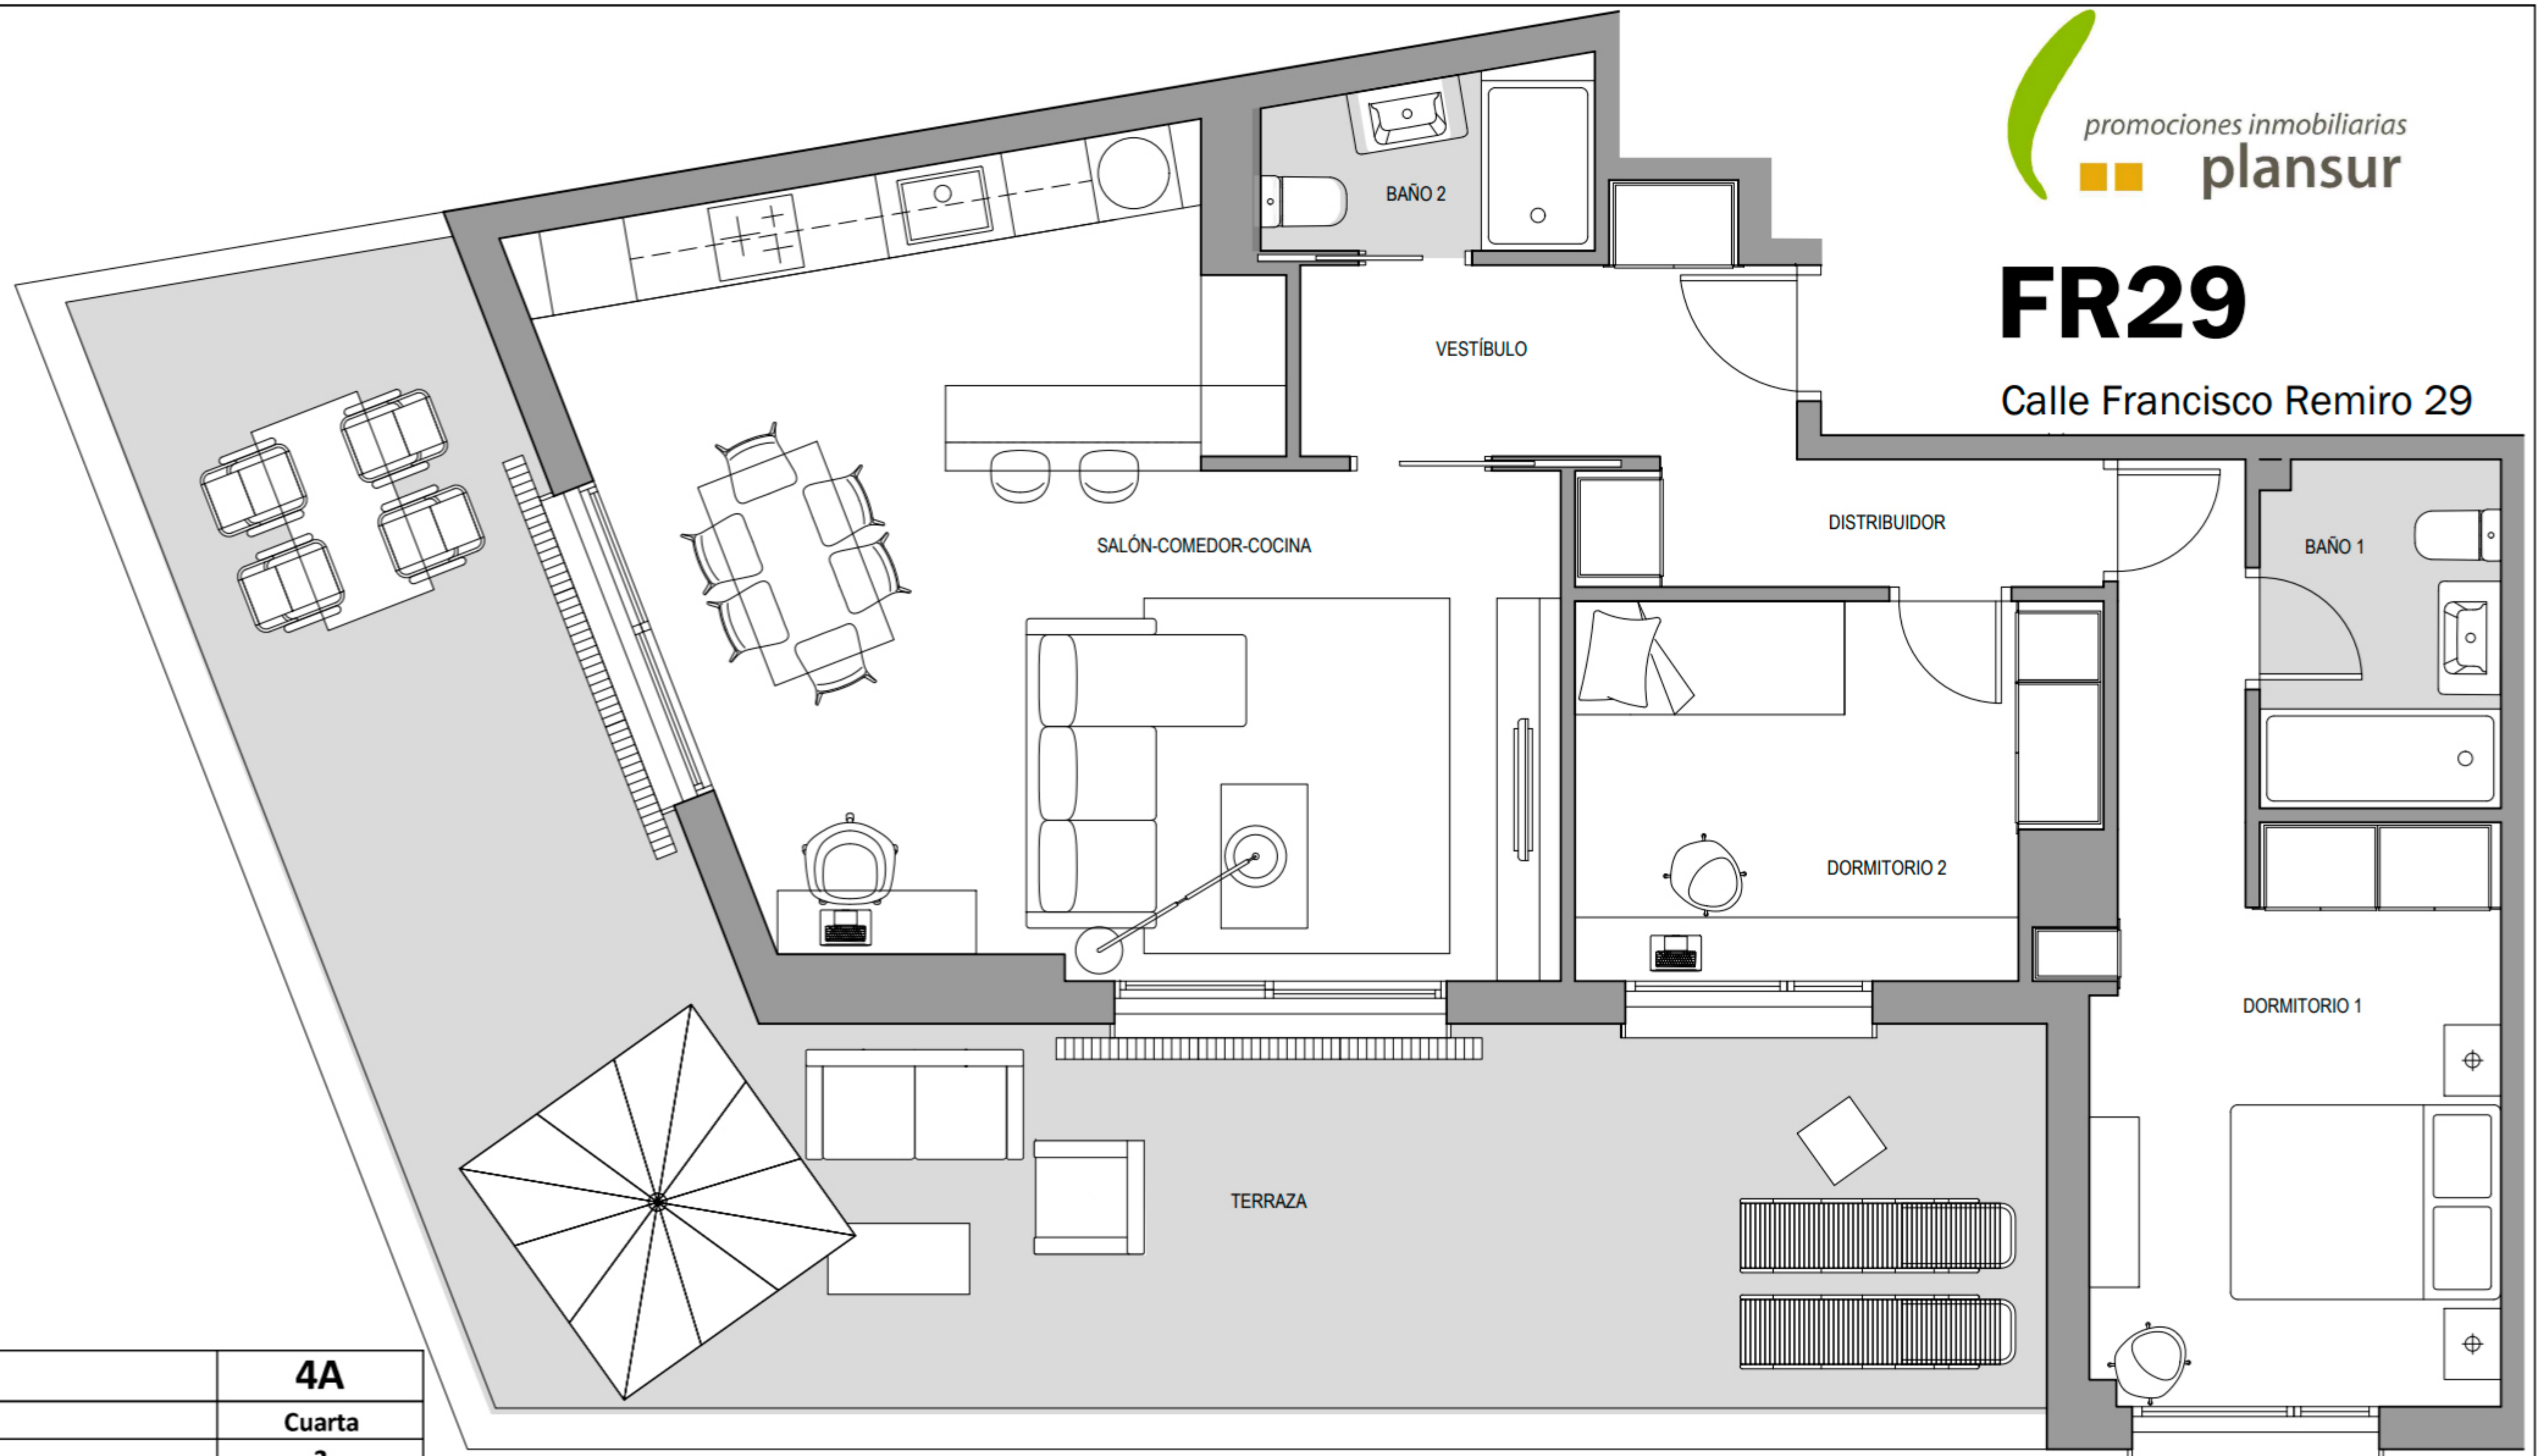 promociones inmobiliarias
plansur
FR29
Calle Francisco Remiro 29
BAÑO 2
VESTÍBULO
SALÓN-COMEDOR-COCINA
DISTRIBUIDOR
BAÑO 1
DORMITORIO 2
DORMITORIO 1
TERRAZA
4A
Cuarta